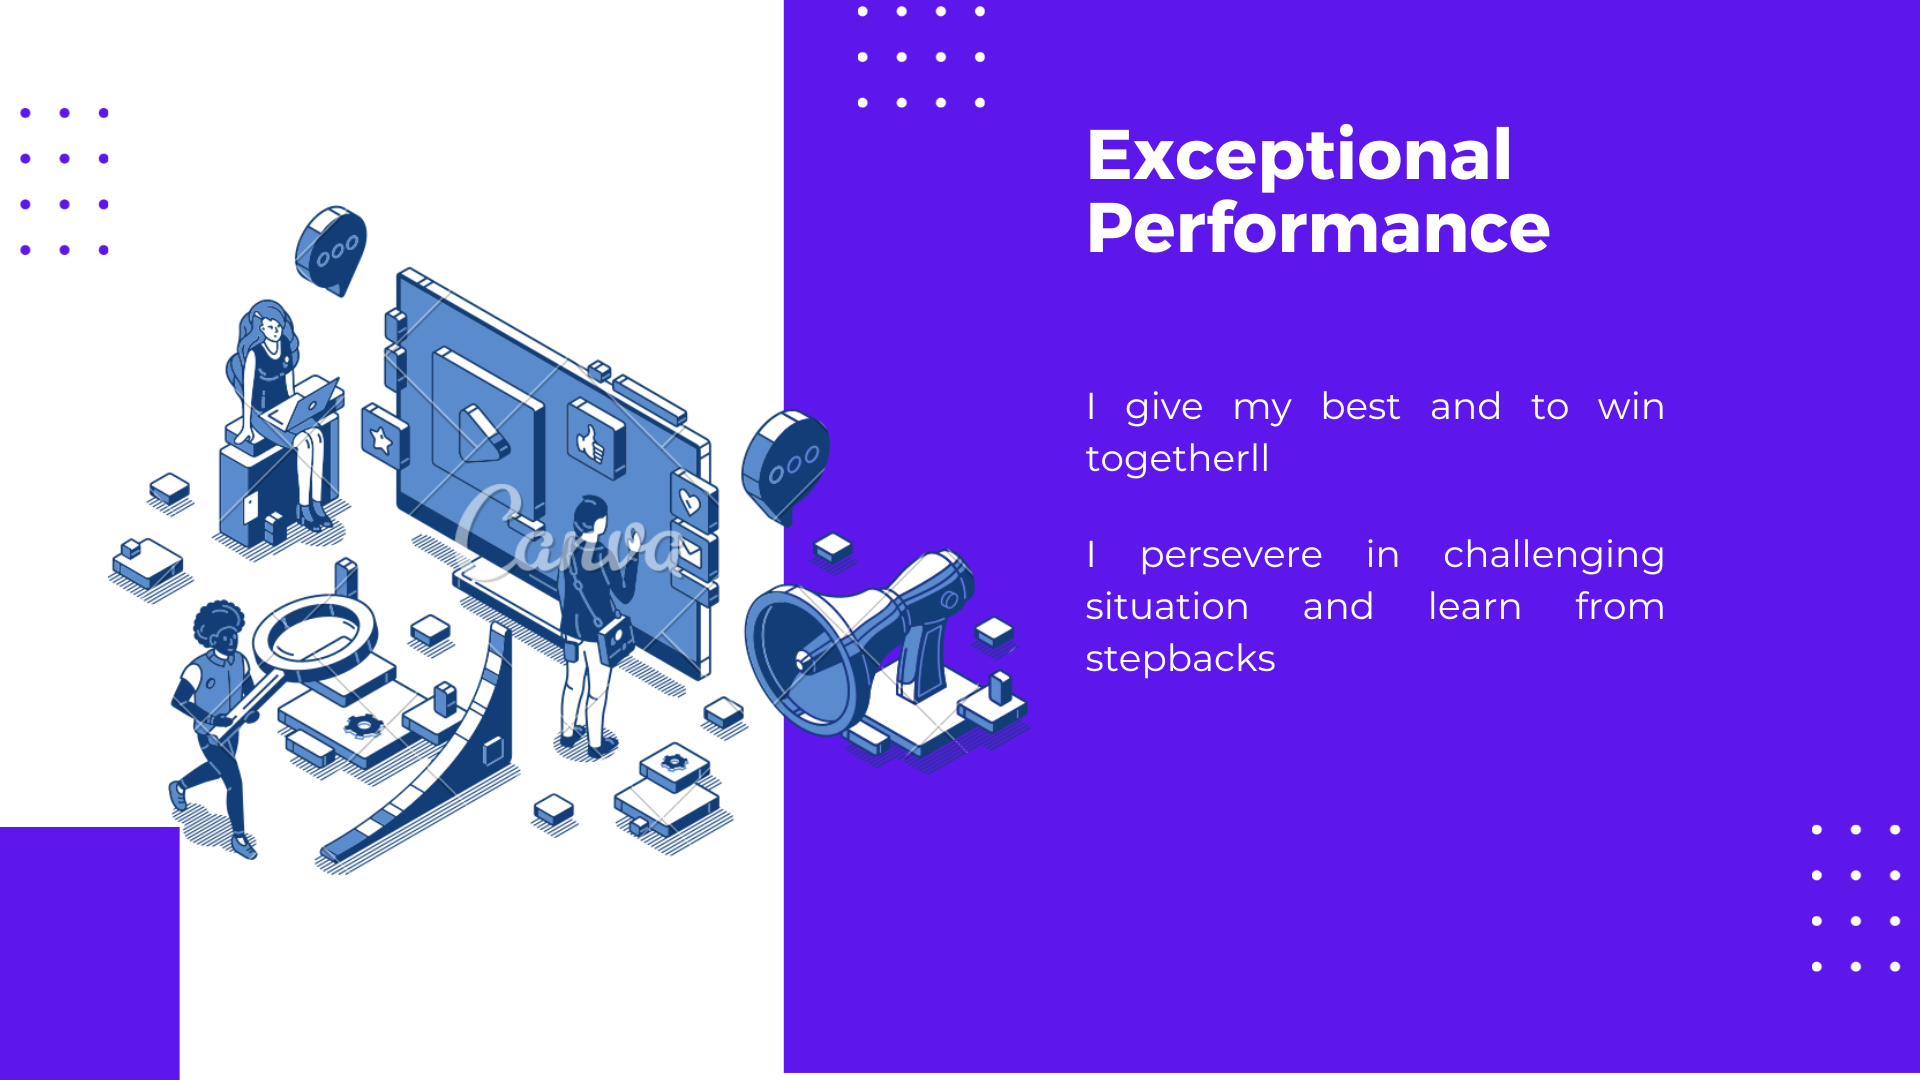 Exceptional
Performance
I give my best and to win
togetherll
I persevere in challenging
situation and learn from
stepbacks
Canva